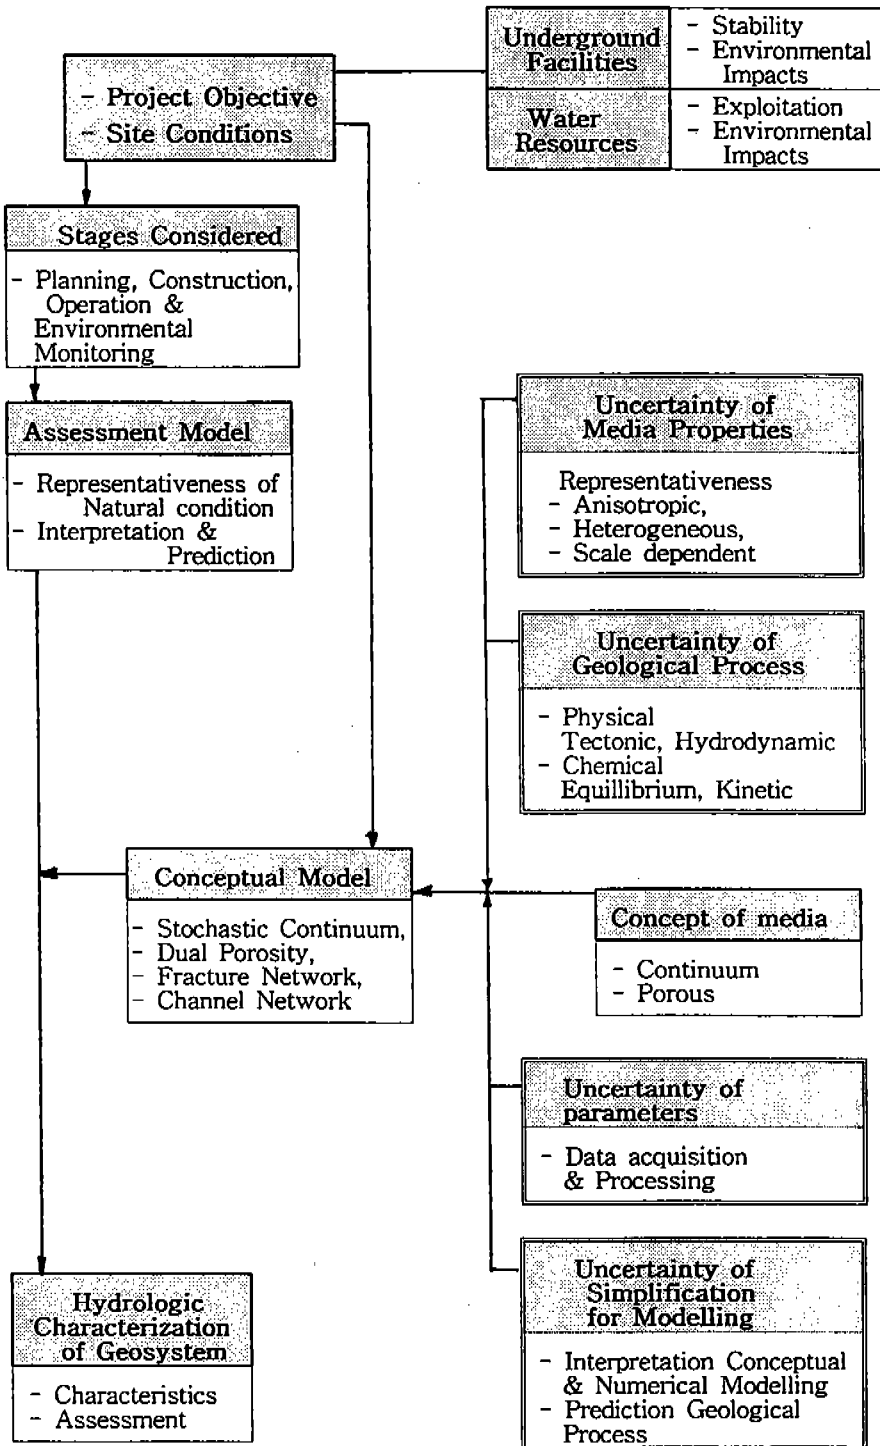 Underground
Facilities
- Stability
- Environmental
Impacts
Water
Resources
- Exploitation
- Environmental
Impacts
- Project Objective
- Site Conditions
Stages Considered
- Planning, Construction,
Operation &
Environmental
Monitoring
Assessment Model
- Representativeness of
Natural condition
- Interpretation &
Prediction
Uncertainty of
Media Properties
Representativeness
- Anisotropic,
- Heterogeneous,
- Scale dependent
Uncertainty of
Geological Process
- Physical
Tectonic, Hydrodynamic
- Chemical
Equillibrium, Kinetic
Conceptual Model
- Stochastic Continuum,
- Dual Porosity,
- Fracture Network,
- Channel Network
Concept of media
- Continuum
- Porous
Uncertainty of
parameters
- Data acquisition
& Processing
Uncertainty of
Simplification
for Modelling
- Interpretation Conceptual
& Numerical Modelling
- Prediction Geological
Process
Hydrologic
Characterization
of Geosystem
- Characteristics
- Assessment